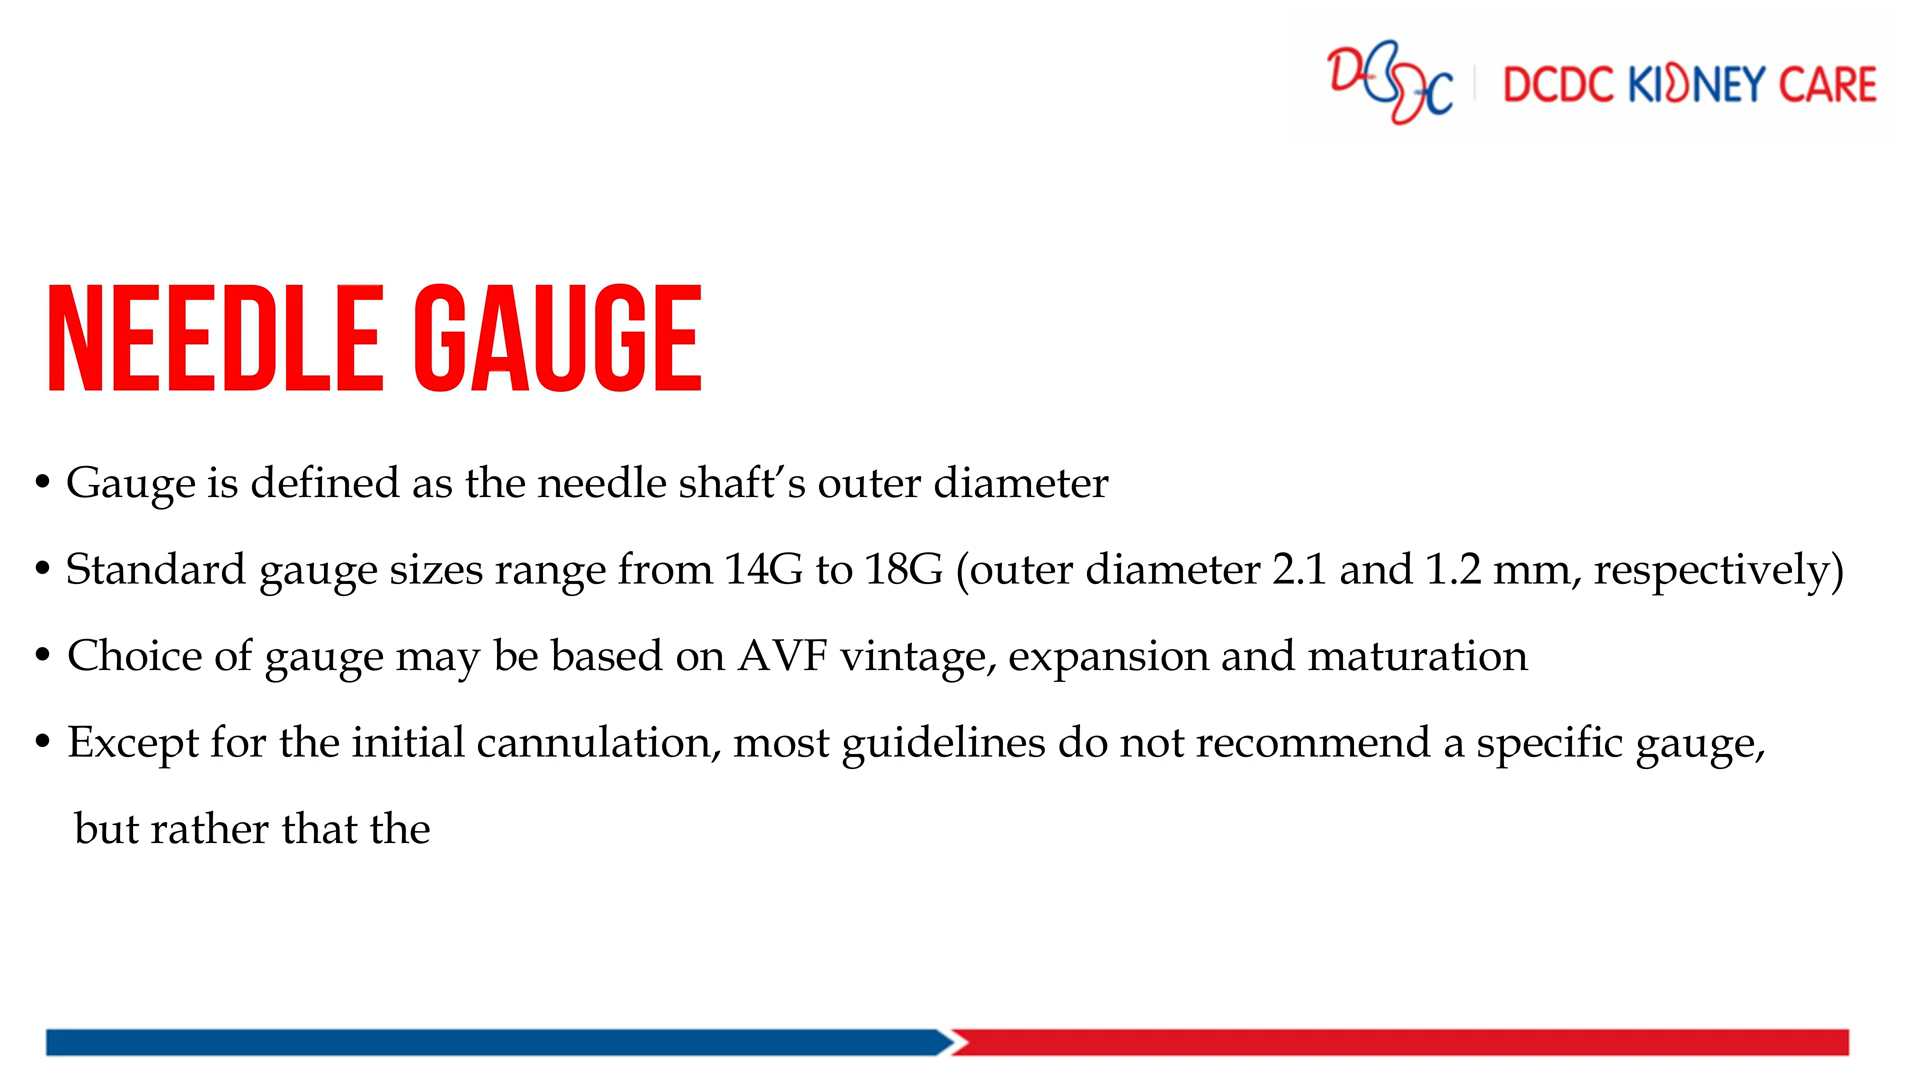 DCDC
DCDC KIDNEY CARE
NEEDLE GAUGE
• Gauge is defined as the needle shaft’s outer diameter
• Standard gauge sizes range from 14G to 18G (outer diameter 2.1 and 1.2 mm, respectively)
• Choice of gauge may be based on AVF vintage, expansion and maturation
• Except for the initial cannulation, most guidelines do not recommend a specific gauge,
but rather that the